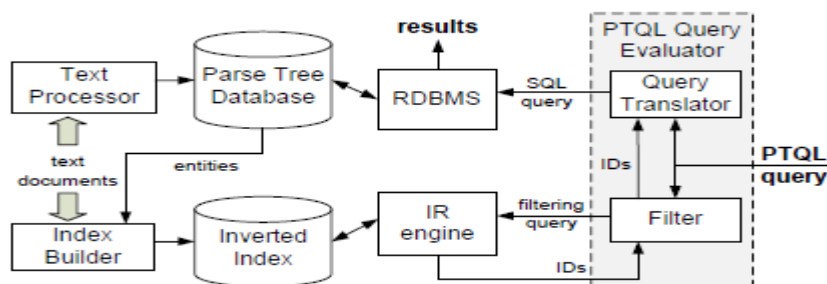 results
PTQL Query
Evaluator
Text
Processor
Parse Tree
Database
RDBMS
SQL
query
Query
Translator
text
documents
entities
IDs
PTQL
query
Index
Builder
Inverted
Index
IR
engine
filtering
query
Filter
IDs